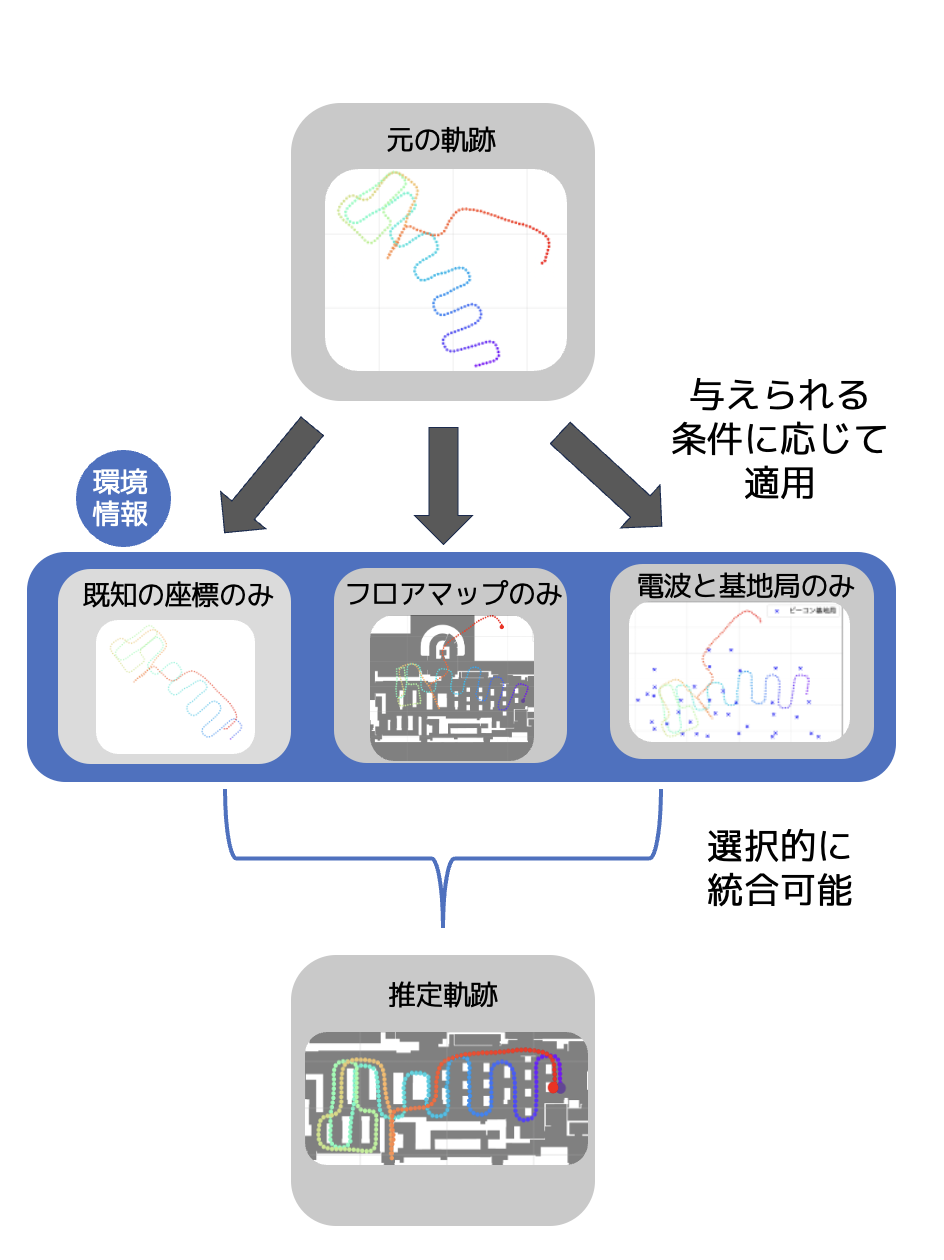 元の軌跡
与えられる
条件に応じて
適用
環境
情報
既知の座標のみ
フロアマップのみ
電波と基地局のみ
ビーコン基地局
選択的に
統合可能
推定軌跡